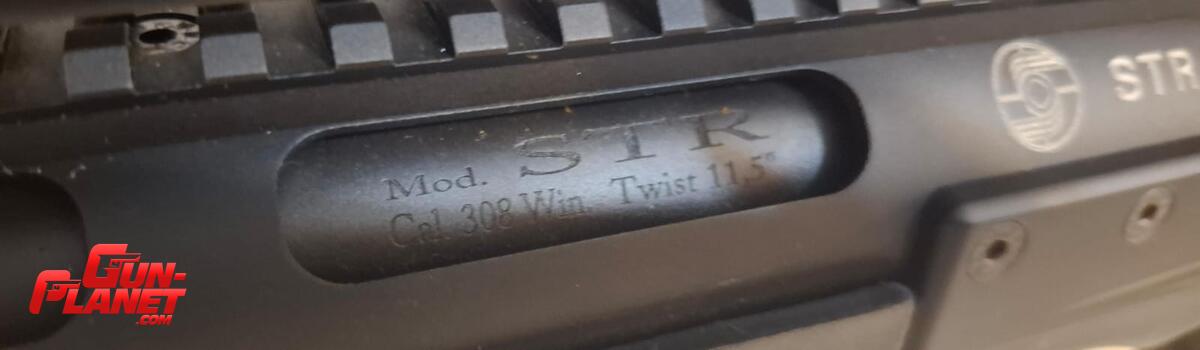 Mod. STR
Cal. 308 Win. Twist 11,5"
STR
GUN-
PLANET
.COM